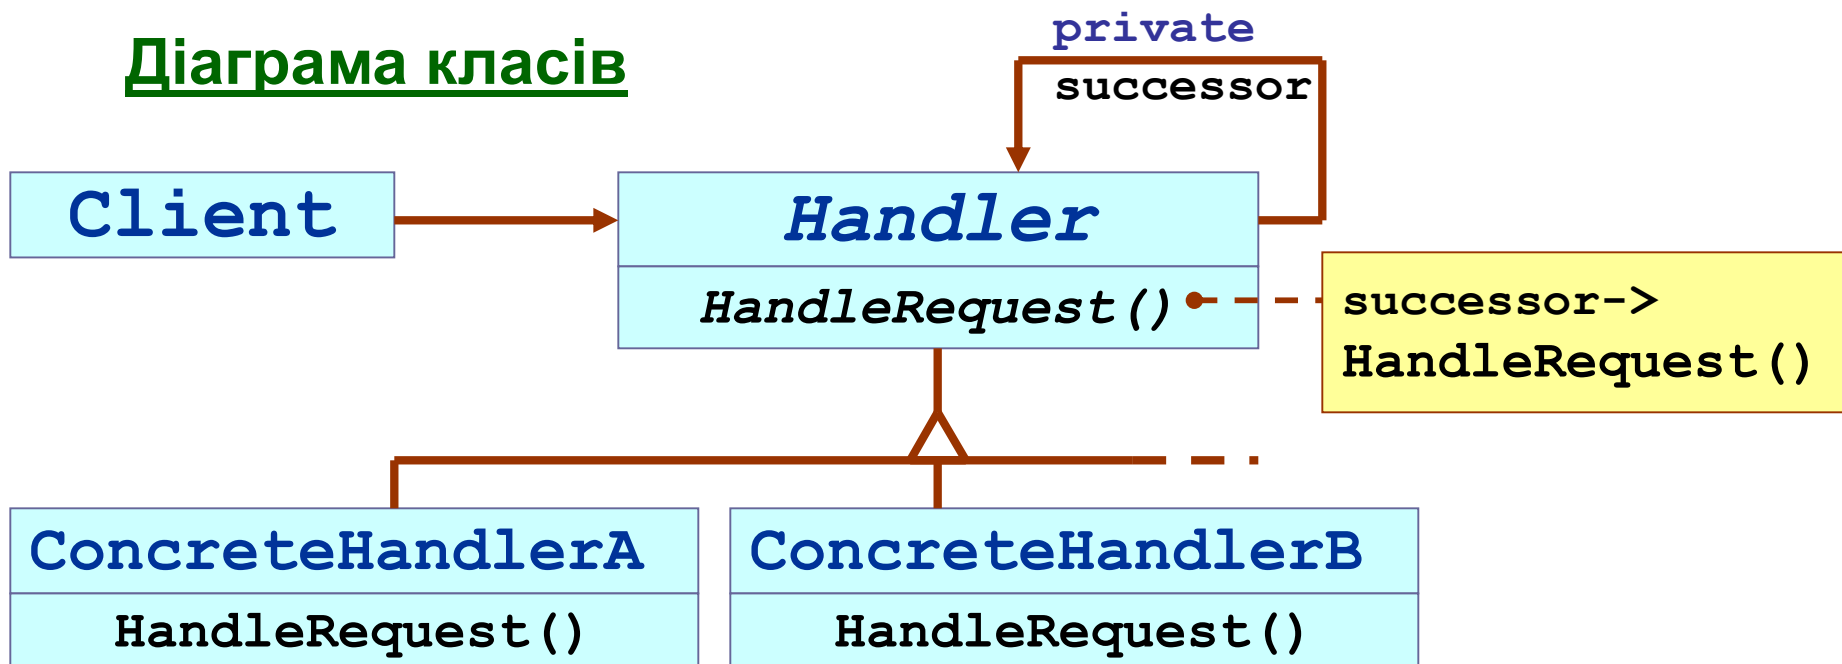 Діаграма класів
private
successor
Client
Handler
HandleRequest()
successor->
HandleRequest()
ConcreteHandlerA
HandleRequest()
ConcreteHandlerB
HandleRequest()